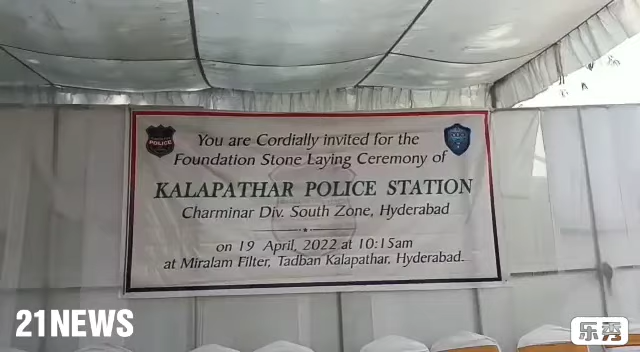 POLICE
You are Cordially invited for the
Foundation Stone Laying Ceremony of
KALAPATHAR POLICE STATION
Charminar Div. South Zone, Hyderabad
on 19 April, 2022 at 10:15am
at Miralam Filter, Tadban Kalapathar, Hyderabad.
21NEWS
乐秀